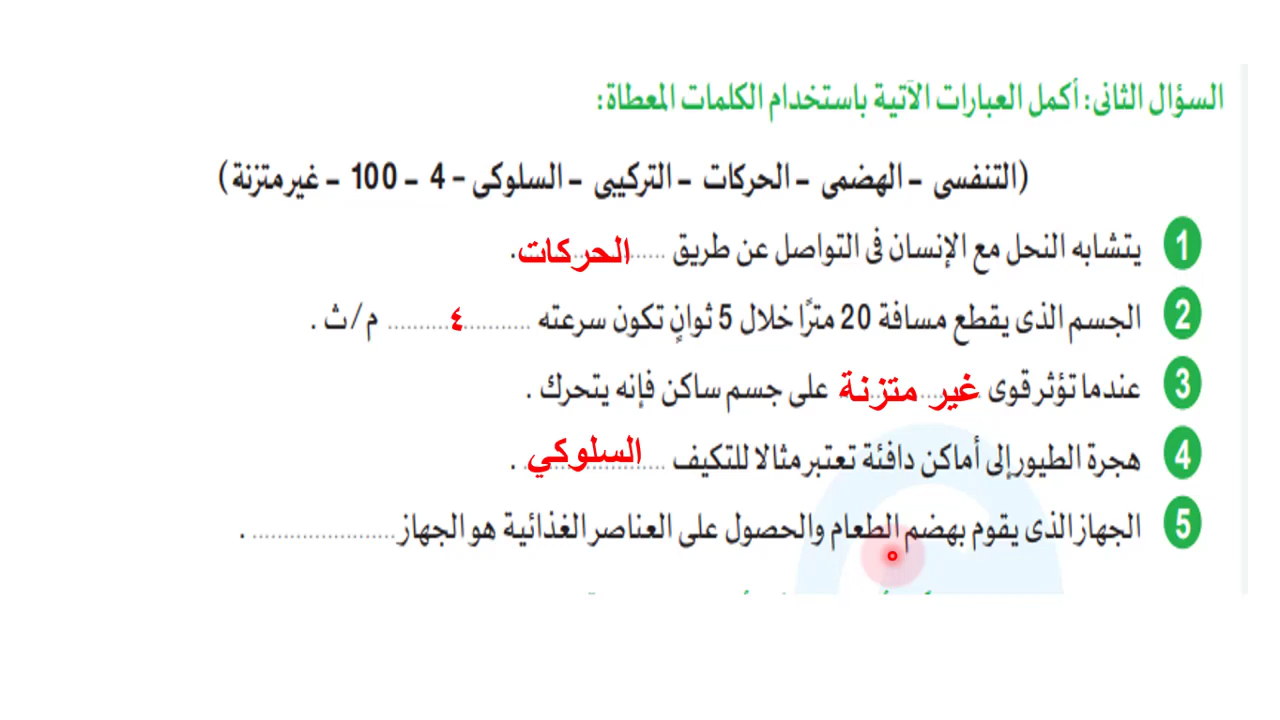 السؤال الثانى: أكمل العبارات الآتية باستخدام الكلمات المعطاة:
(التنفسى – الهضمى – الحركات – التركيبى – السلوكى – 4 – 100 – غير متزنة)
1 يتشابه النحل مع الإنسان فى التواصل عن طريق الحركات.
2 الجسم الذى يقطع مسافة 20 مترًا خلال 5 ثوانٍ تكون سرعته ........ ٤ ........ م/ث .
3 عندما تؤثر قوى غير متزنة على جسم ساكن فإنه يتحرك .
4 هجرة الطيور إلى أماكن دافئة تعتبر مثالا للتكيف السلوكي .
5 الجهاز الذى يقوم بهضم الطعام والحصول على العناصر الغذائية هو الجهاز ........................ .